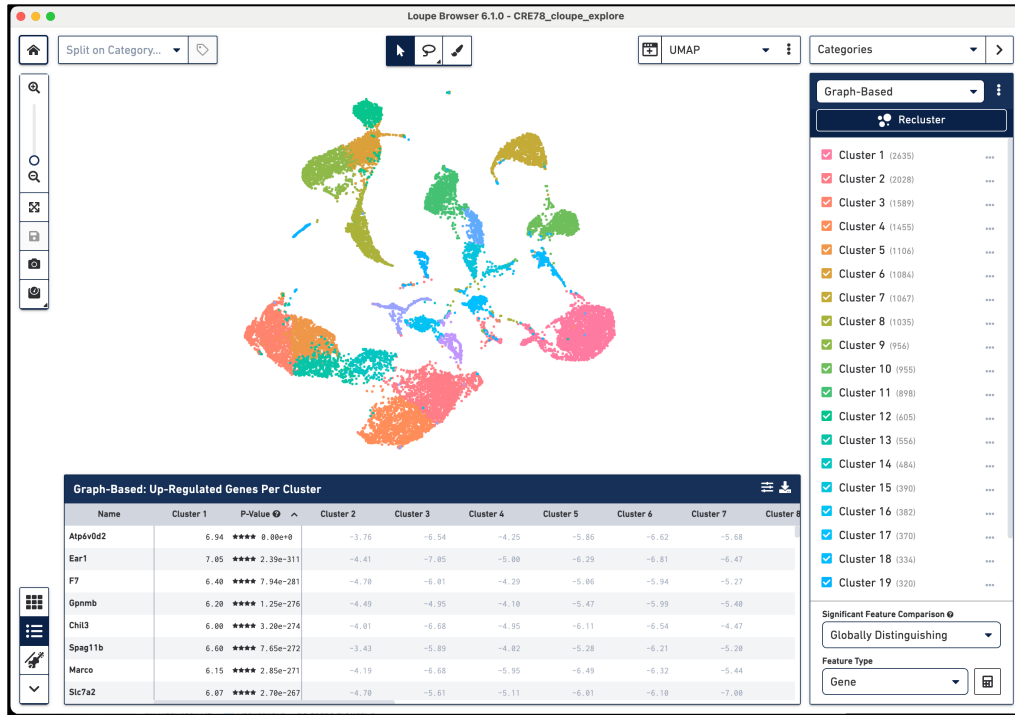 Loupe Browser 6.1.0 - CRE78_cloupe_explore
Split on Category...
UMAP
Categories
Graph-Based
Recluster
Cluster 1 (2635)
Cluster 2 (2028)
Cluster 3 (1589)
Cluster 4 (1455)
Cluster 5 (1106)
Cluster 6 (1084)
Cluster 7 (1067)
Cluster 8 (1035)
Cluster 9 (956)
Cluster 10 (955)
Cluster 11 (898)
Cluster 12 (605)
Cluster 13 (556)
Cluster 14 (484)
Cluster 15 (390)
Cluster 16 (382)
Cluster 17 (370)
Cluster 18 (334)
Cluster 19 (320)
Significant Feature Comparison
Globally Distinguishing
Feature Type
Gene
Graph-Based: Up-Regulated Genes Per Cluster
Name Cluster 1 P-Value Cluster 2 Cluster 3 Cluster 4 Cluster 5 Cluster 6 Cluster 7 Cluster 8
Atp6v0d2 6.94 **** 0.00e+0 -3.76 -6.54 -4.25 -5.86 -6.62 -5.68
Ear1 7.05 **** 2.39e-311 -4.41 -7.05 -5.00 -6.29 -6.81 -6.47
F7 6.40 **** 7.94e-281 -4.70 -6.01 -4.29 -5.06 -5.94 -5.27
Gpnmb 6.20 **** 1.25e-276 -4.49 -4.95 -4.10 -5.47 -5.99 -5.40
Chil3 6.00 **** 3.20e-274 -4.01 -6.68 -4.95 -6.11 -6.54 -4.47
Spag11b 6.60 **** 7.65e-272 -3.43 -5.89 -4.02 -5.28 -6.21 -5.20
Marco 6.15 **** 2.85e-271 -4.19 -6.68 -5.95 -6.49 -6.32 -5.44
Slc7a2 6.07 **** 2.70e-267 -4.70 -5.61 -5.11 -6.01 -6.10 -7.00